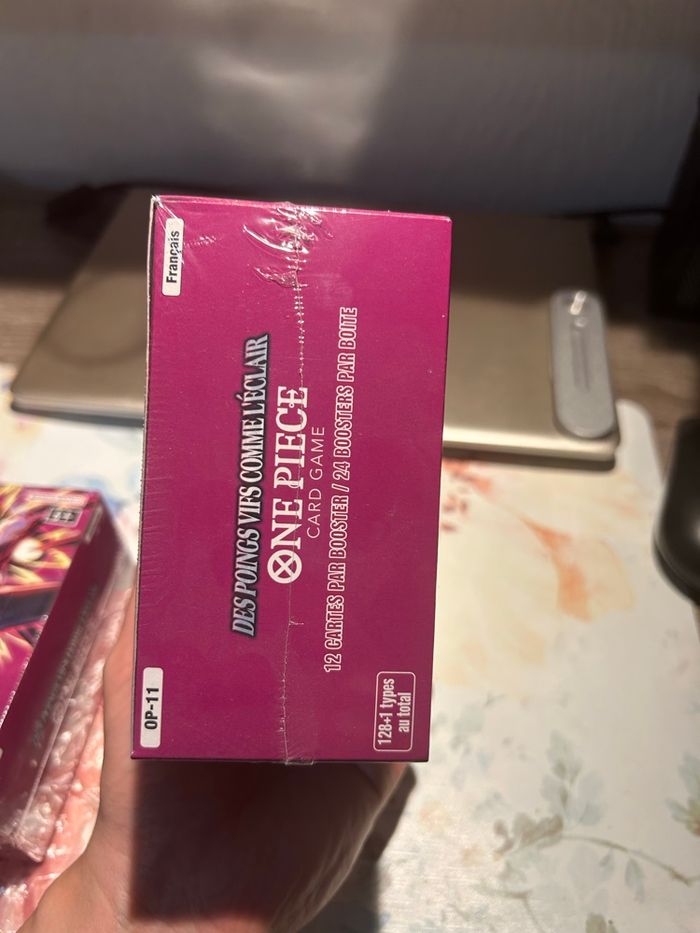 OP-11
Français
DES POINGS VIFS COMME L'ÉCLAIR
ONE PIECE
CARD GAME
12 CARTES PAR BOOSTER / 24 BOOSTERS PAR BOITE
128+1 types
au total